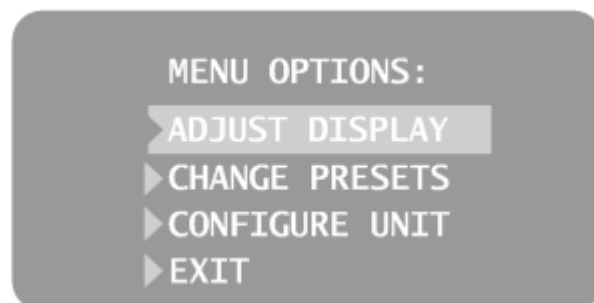 MENU OPTIONS:
ADJUST DISPLAY
CHANGE PRESETS
CONFIGURE UNIT
EXIT